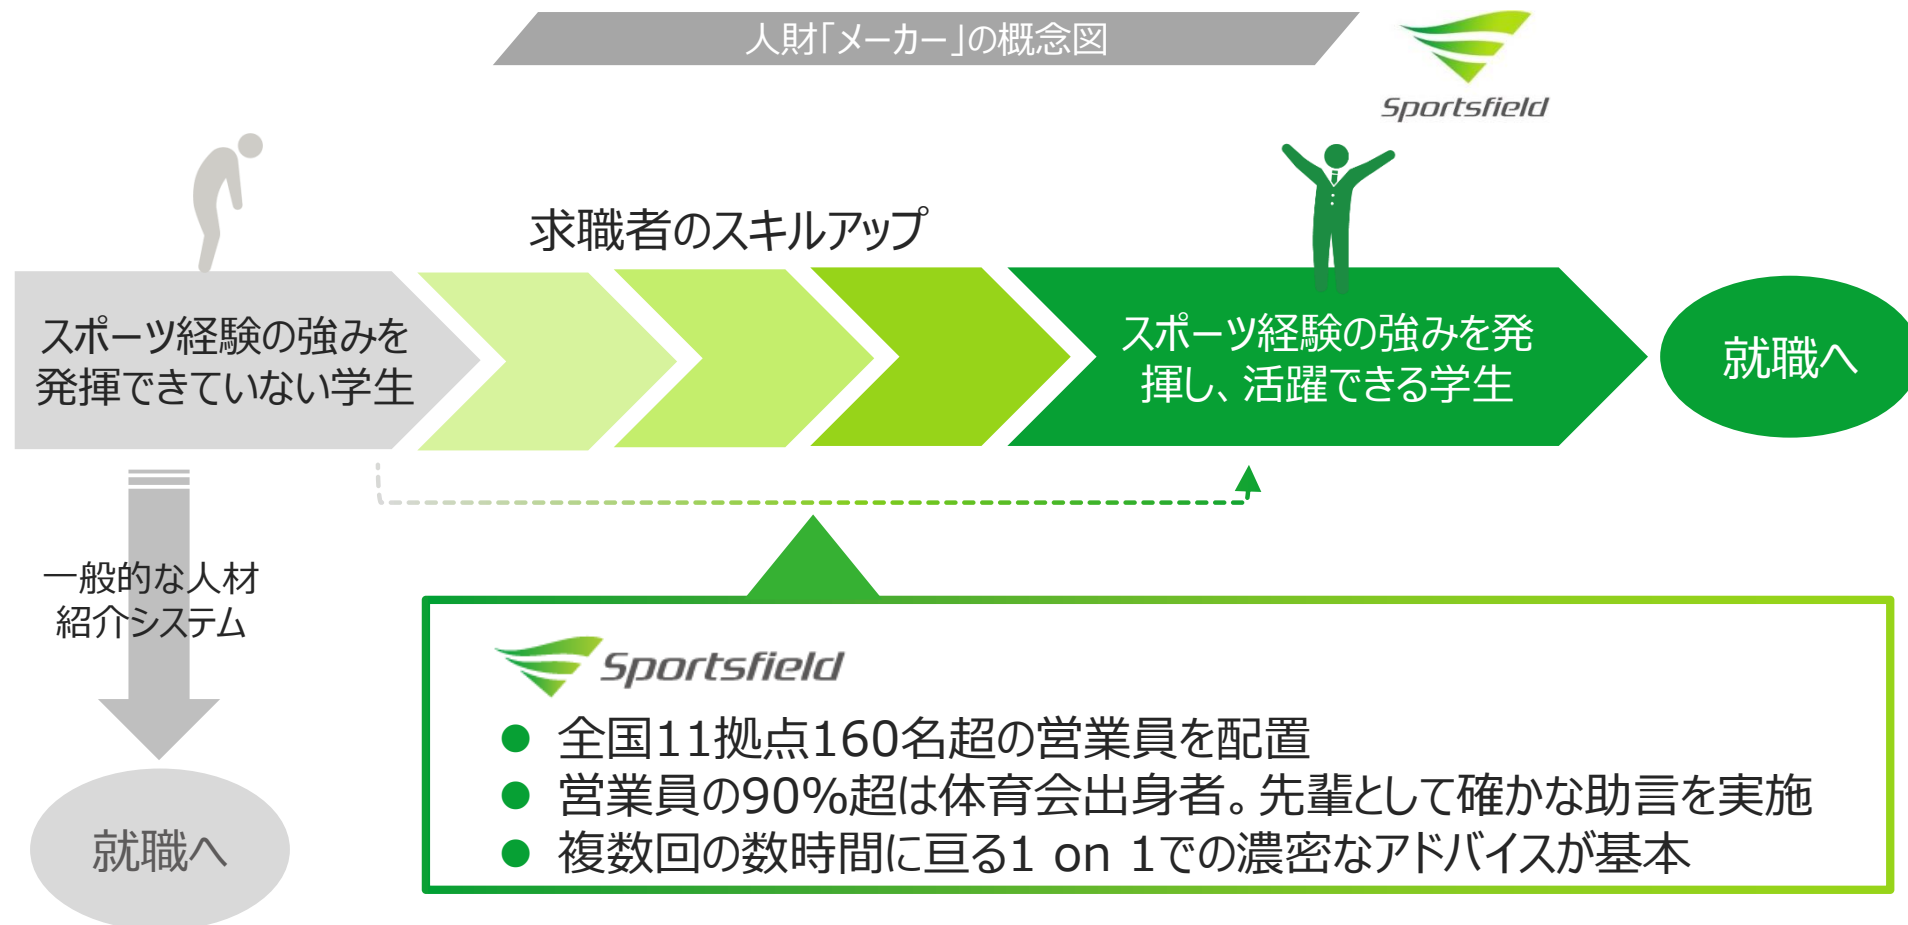 人財「メーカー」の概念図
Sportsfield
求職者のスキルアップ
スポーツ経験の強みを
発揮できていない学生
スポーツ経験の強みを発
揮し、活躍できる学生
就職へ
一般的な人材
紹介システム
就職へ
Sportsfield
● 全国11拠点160名超の営業員を配置
● 営業員の90%超は体育会出身者。先輩として確かな助言を実施
● 複数回の数時間に亘る1 on 1での濃密なアドバイスが基本